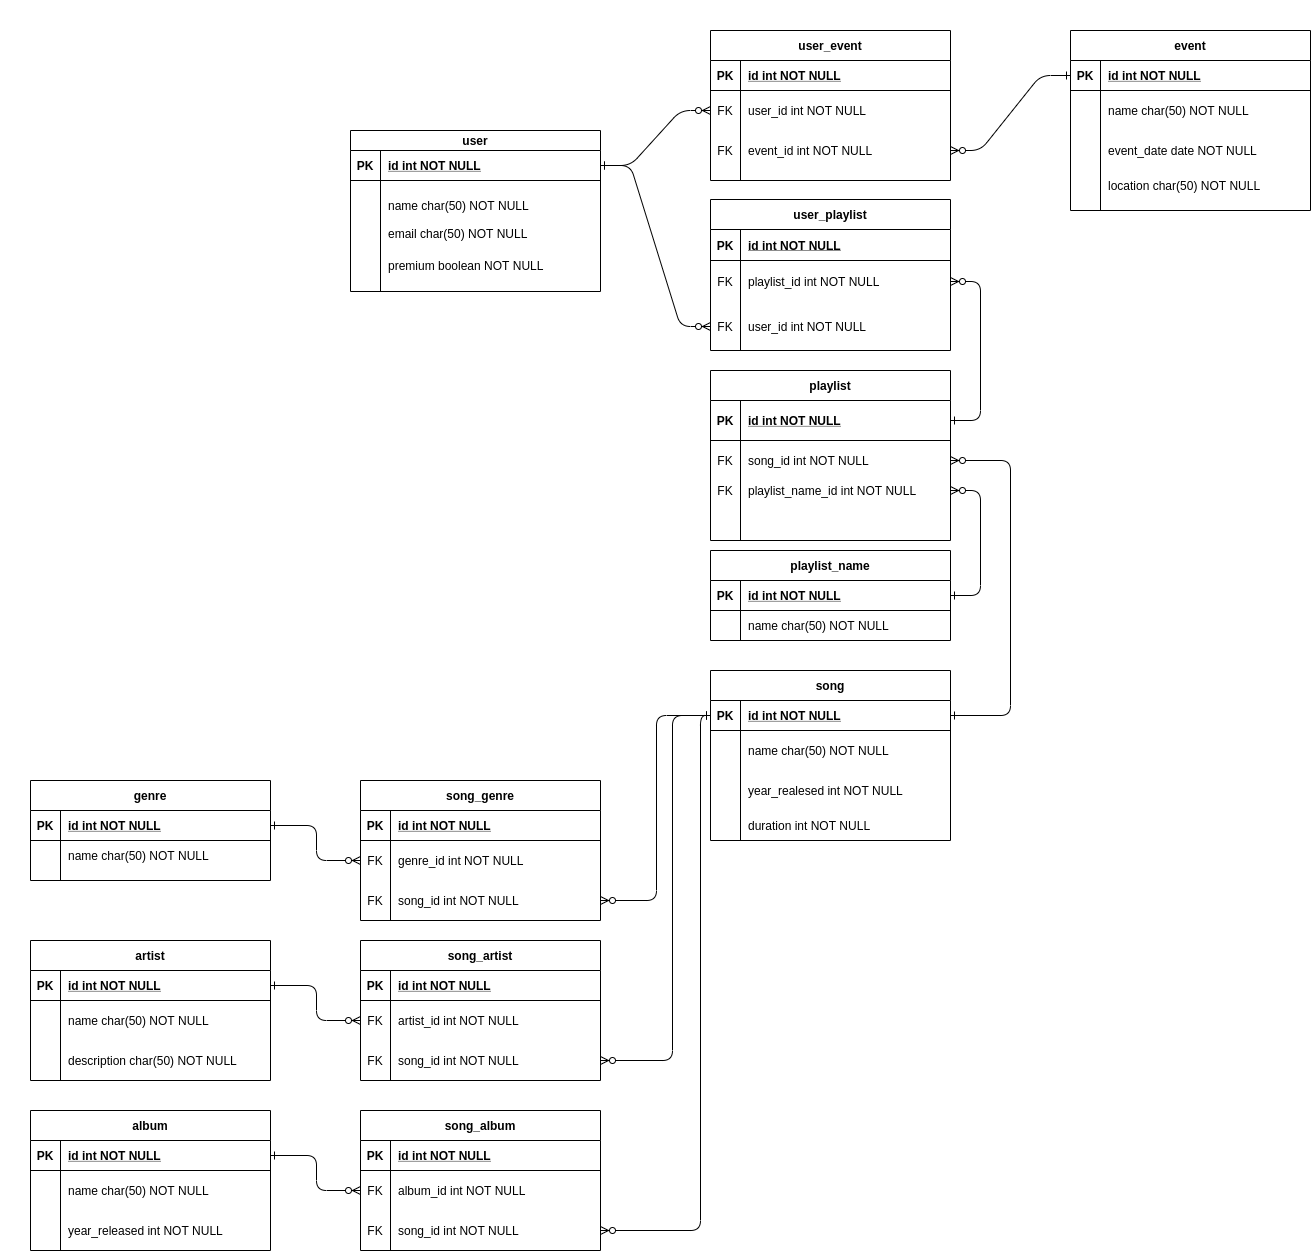 user_event
PK id int NOT NULL
FK user_id int NOT NULL
FK event_id int NOT NULL
event
PK id int NOT NULL
name char(50) NOT NULL
event_date date NOT NULL
location char(50) NOT NULL
user
PK id int NOT NULL
name char(50) NOT NULL
email char(50) NOT NULL
premium boolean NOT NULL
user_playlist
PK id int NOT NULL
FK playlist_id int NOT NULL
FK user_id int NOT NULL
playlist
PK id int NOT NULL
FK song_id int NOT NULL
FK playlist_name_id int NOT NULL
playlist_name
PK id int NOT NULL
name char(50) NOT NULL
song
PK id int NOT NULL
name char(50) NOT NULL
year_realesed int NOT NULL
duration int NOT NULL
genre
PK id int NOT NULL
name char(50) NOT NULL
song_genre
PK id int NOT NULL
FK genre_id int NOT NULL
FK song_id int NOT NULL
artist
PK id int NOT NULL
name char(50) NOT NULL
description char(50) NOT NULL
song_artist
PK id int NOT NULL
FK artist_id int NOT NULL
FK song_id int NOT NULL
album
PK id int NOT NULL
name char(50) NOT NULL
year_released int NOT NULL
song_album
PK id int NOT NULL
FK album_id int NOT NULL
FK song_id int NOT NULL